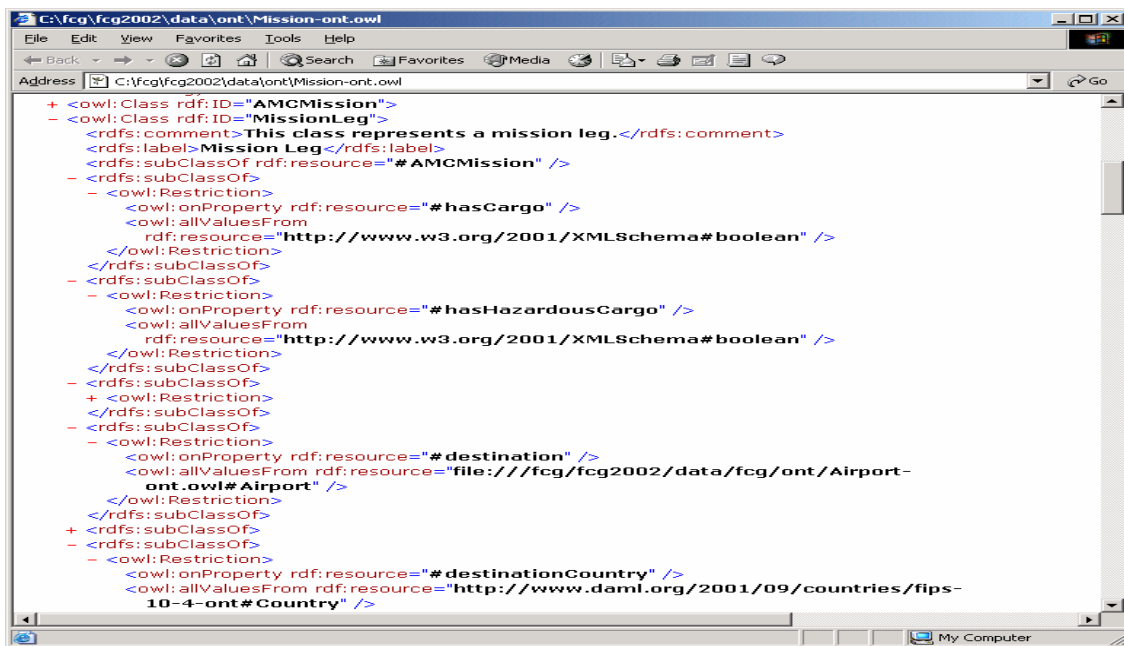 C:\fcg\fcg2002\data\ont\Mission-ont.owl
File Edit View Favorites Tools Help
Back Search Favorites Media
Address C:\fcg\fcg2002\data\ont\Mission-ont.owl Go
+ <owl:Class rdf:ID="AMCMission">
– <owl:Class rdf:ID="MissionLeg">
<rdfs:comment>This class represents a mission leg.</rdfs:comment>
<rdfs:label>Mission Leg</rdfs:label>
<rdfs:subClassOf rdf:resource="#AMCMission" />
– <rdfs:subClassOf>
– <owl:Restriction>
<owl:onProperty rdf:resource="#hasCargo" />
<owl:allValuesFrom
rdf:resource="http://www.w3.org/2001/XMLSchema#boolean" />
</owl:Restriction>
</rdfs:subClassOf>
– <rdfs:subClassOf>
– <owl:Restriction>
<owl:onProperty rdf:resource="#hasHazardousCargo" />
<owl:allValuesFrom
rdf:resource="http://www.w3.org/2001/XMLSchema#boolean" />
</owl:Restriction>
</rdfs:subClassOf>
– <rdfs:subClassOf>
+ <owl:Restriction>
</rdfs:subClassOf>
– <rdfs:subClassOf>
– <owl:Restriction>
<owl:onProperty rdf:resource="#destination" />
<owl:allValuesFrom rdf:resource="file:///fcg/fcg2002/data/fcg/ont/Airport-
ont.owl#Airport" />
</owl:Restriction>
</rdfs:subClassOf>
+ <rdfs:subClassOf>
– <rdfs:subClassOf>
– <owl:Restriction>
<owl:onProperty rdf:resource="#destinationCountry" />
<owl:allValuesFrom rdf:resource="http://www.daml.org/2001/09/countries/fips-
10-4-ont#Country" />
My Computer